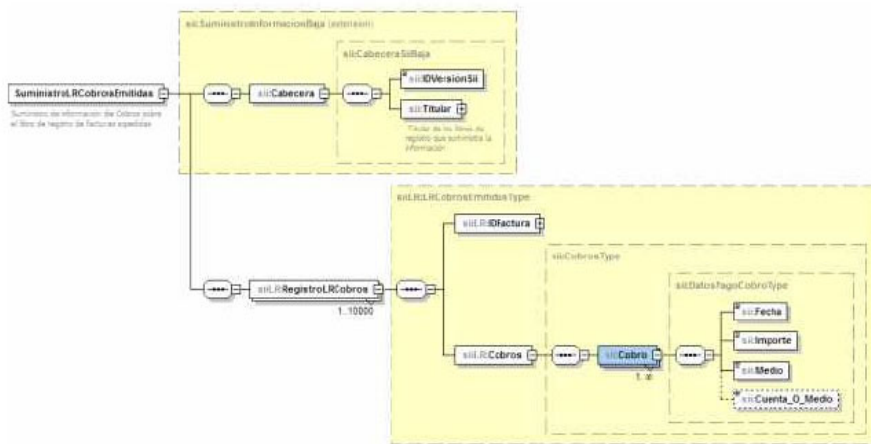 sii:SuministroInformacionBaja (extension)
sii:CabeceraSiiBaja
sii:IDVersionSii
SuministroLRCobrosEmitidas
sii:Cabecera
Suministro de información de Cobros sobre
el libro de registro de facturas expedidas
sii:Titular
Titular de los libros de
registro que suministra la
información
siiLR:LRCobrosEmitidasType
siiLR:IDFactura
sii:CobrosType
sii:DatosPagoCobroType
siiLR:RegistroLRCobros
1..10000
sii:Fecha
sii:Importe
siiLR:Cobros
sii:Cobro
1..∞
sii:Medio
sii:Cuenta_O_Medio